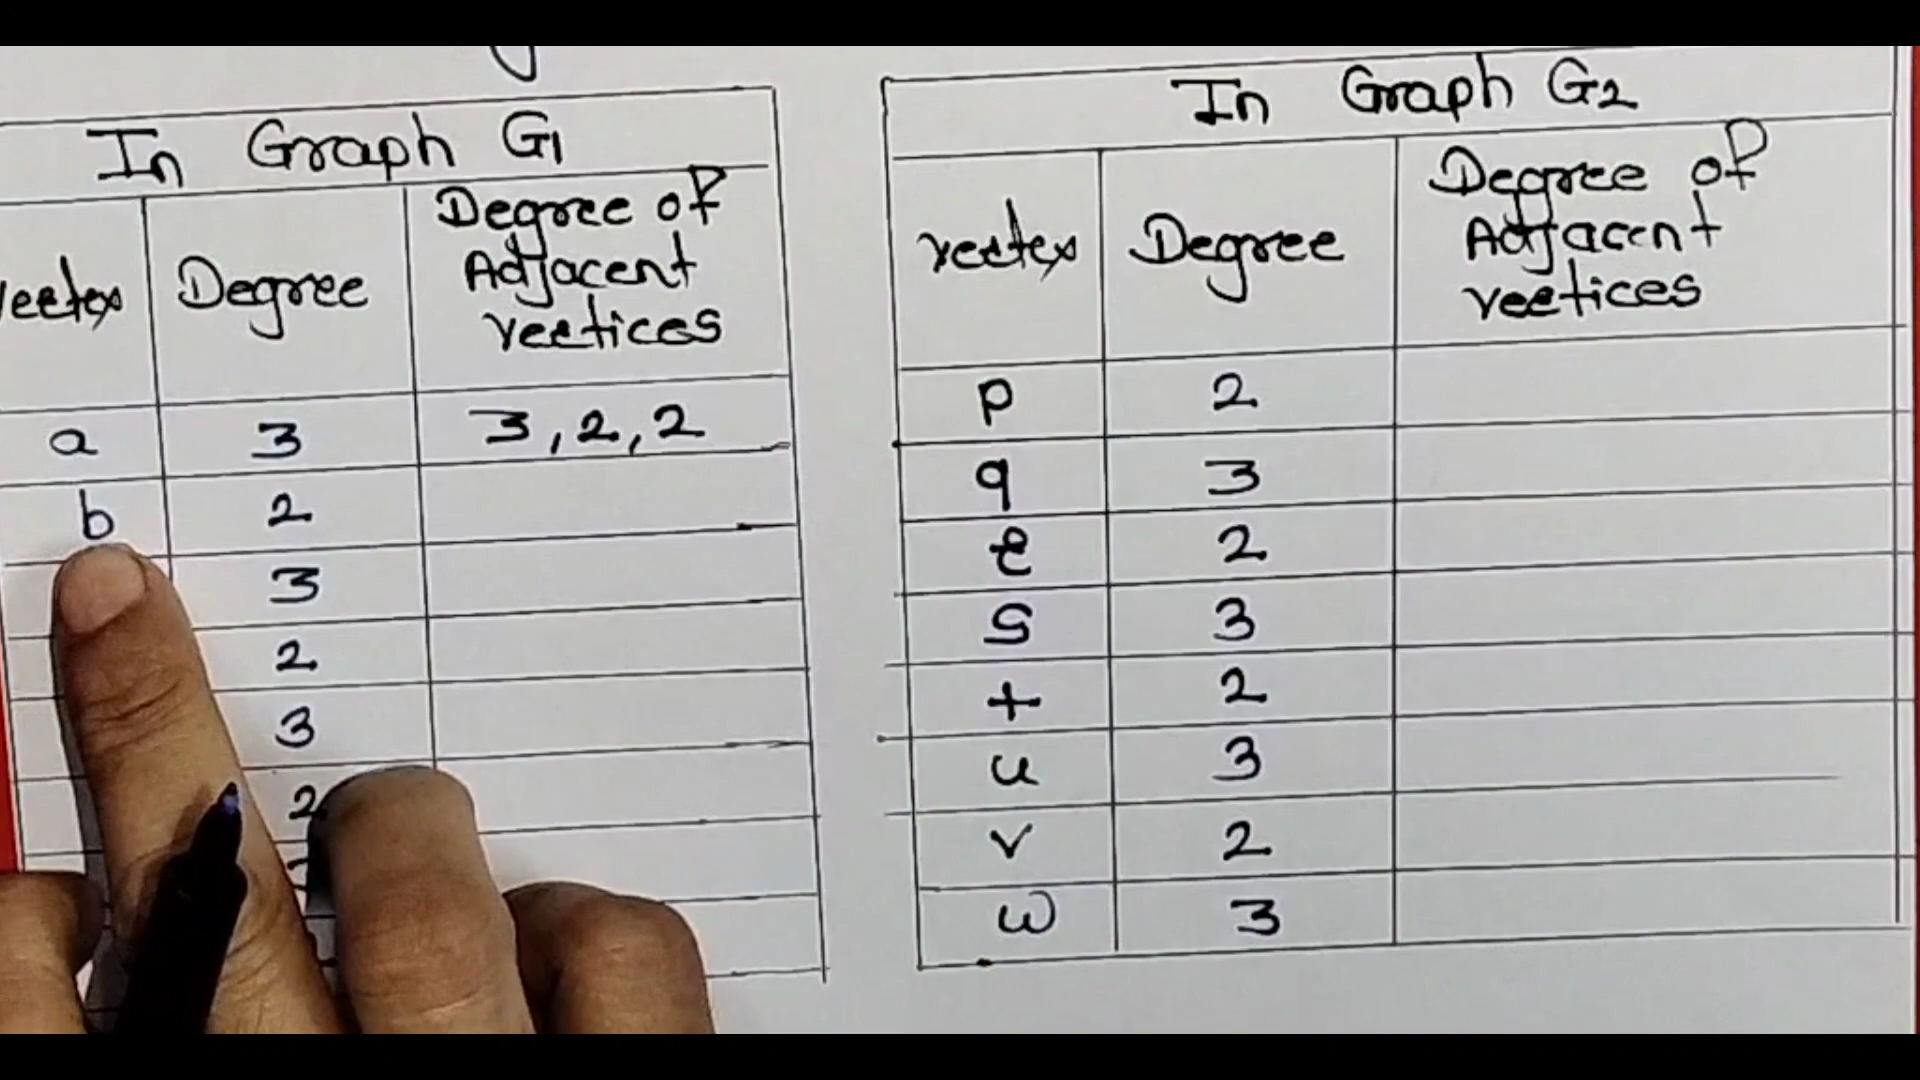 In Graph G1
vertex Degree Degree of
Adjacent
vertices
a 3 3,2,2
b 2
3
2
3
2
In Graph G2
vertex Degree Degree of
Adjacent
vertices
p 2
q 3
r 2
s 3
t 2
u 3
v 2
w 3